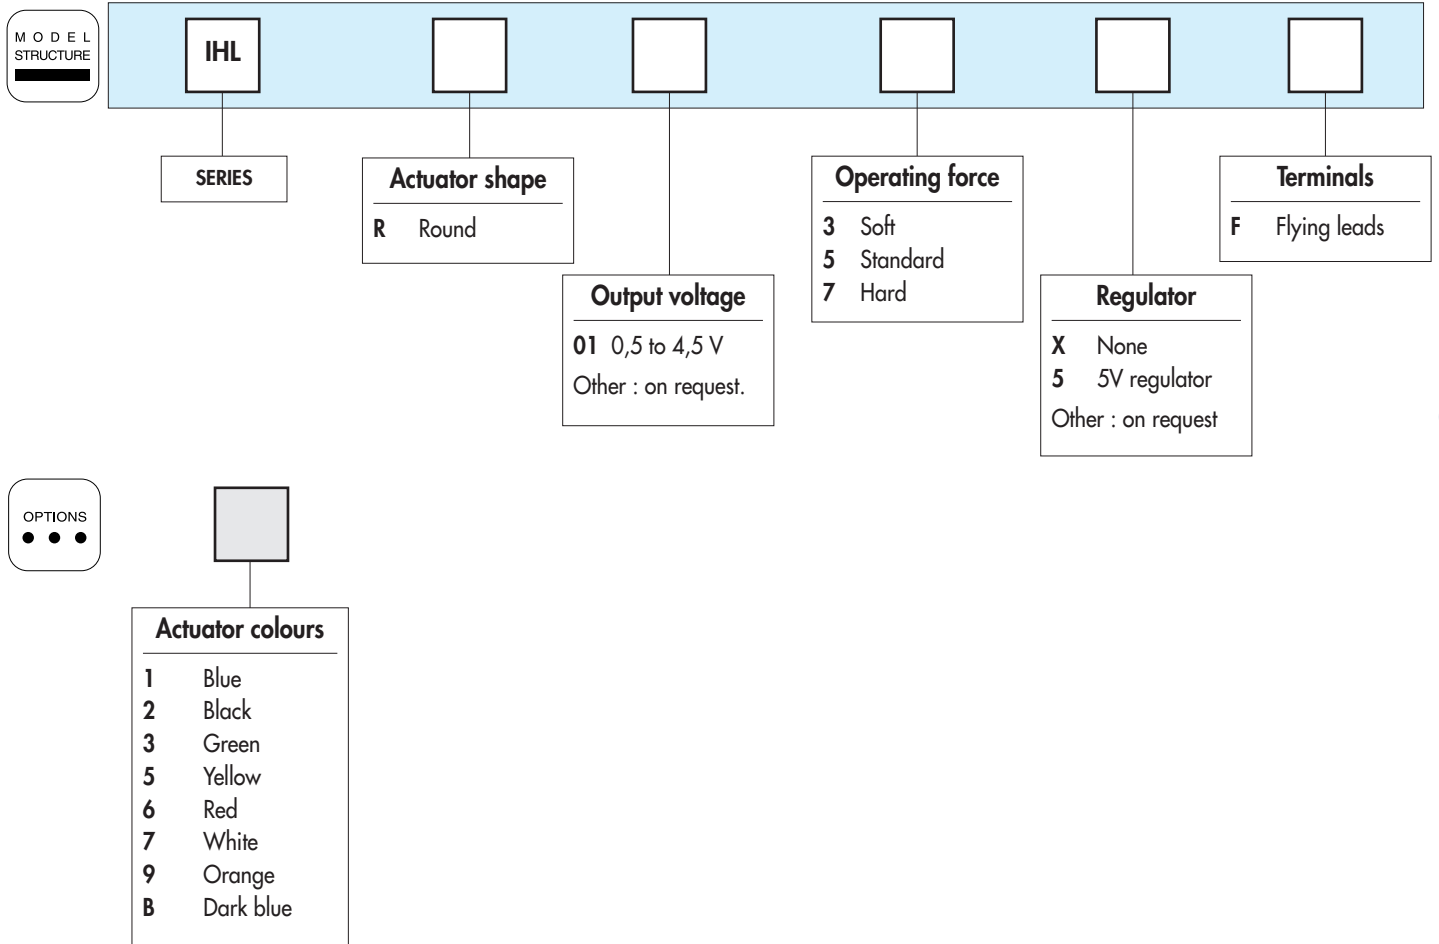 M O D E L
STRUCTURE
IHL
SERIES
Actuator shape
R Round
Output voltage
01 0,5 to 4,5 V
Other : on request.
Operating force
3 Soft
5 Standard
7 Hard
Regulator
X None
5 5V regulator
Other : on request
Terminals
F Flying leads
OPTIONS
Actuator colours
1 Blue
2 Black
3 Green
5 Yellow
6 Red
7 White
9 Orange
B Dark blue